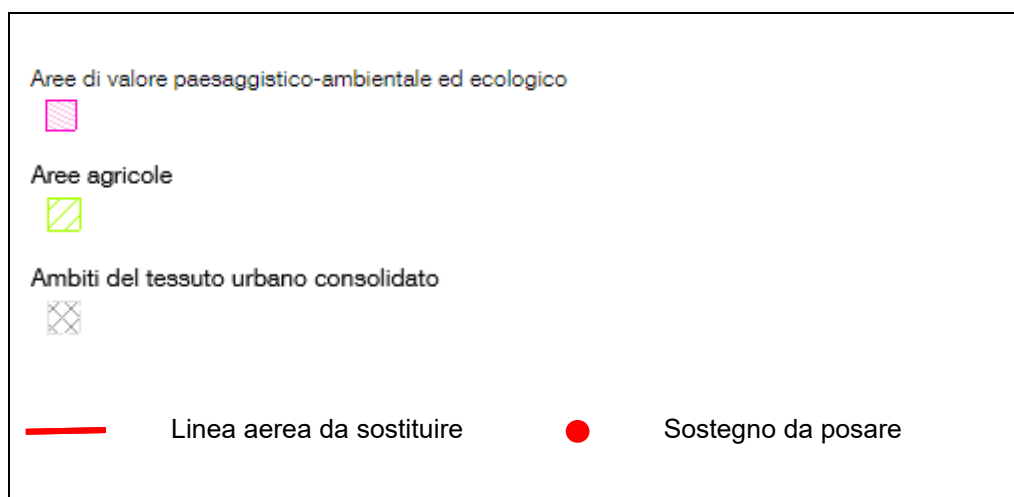 Aree di valore paesaggistico-ambientale ed ecologico
Aree agricole
Ambiti del tessuto urbano consolidato
Linea aerea da sostituire
Sostegno da posare